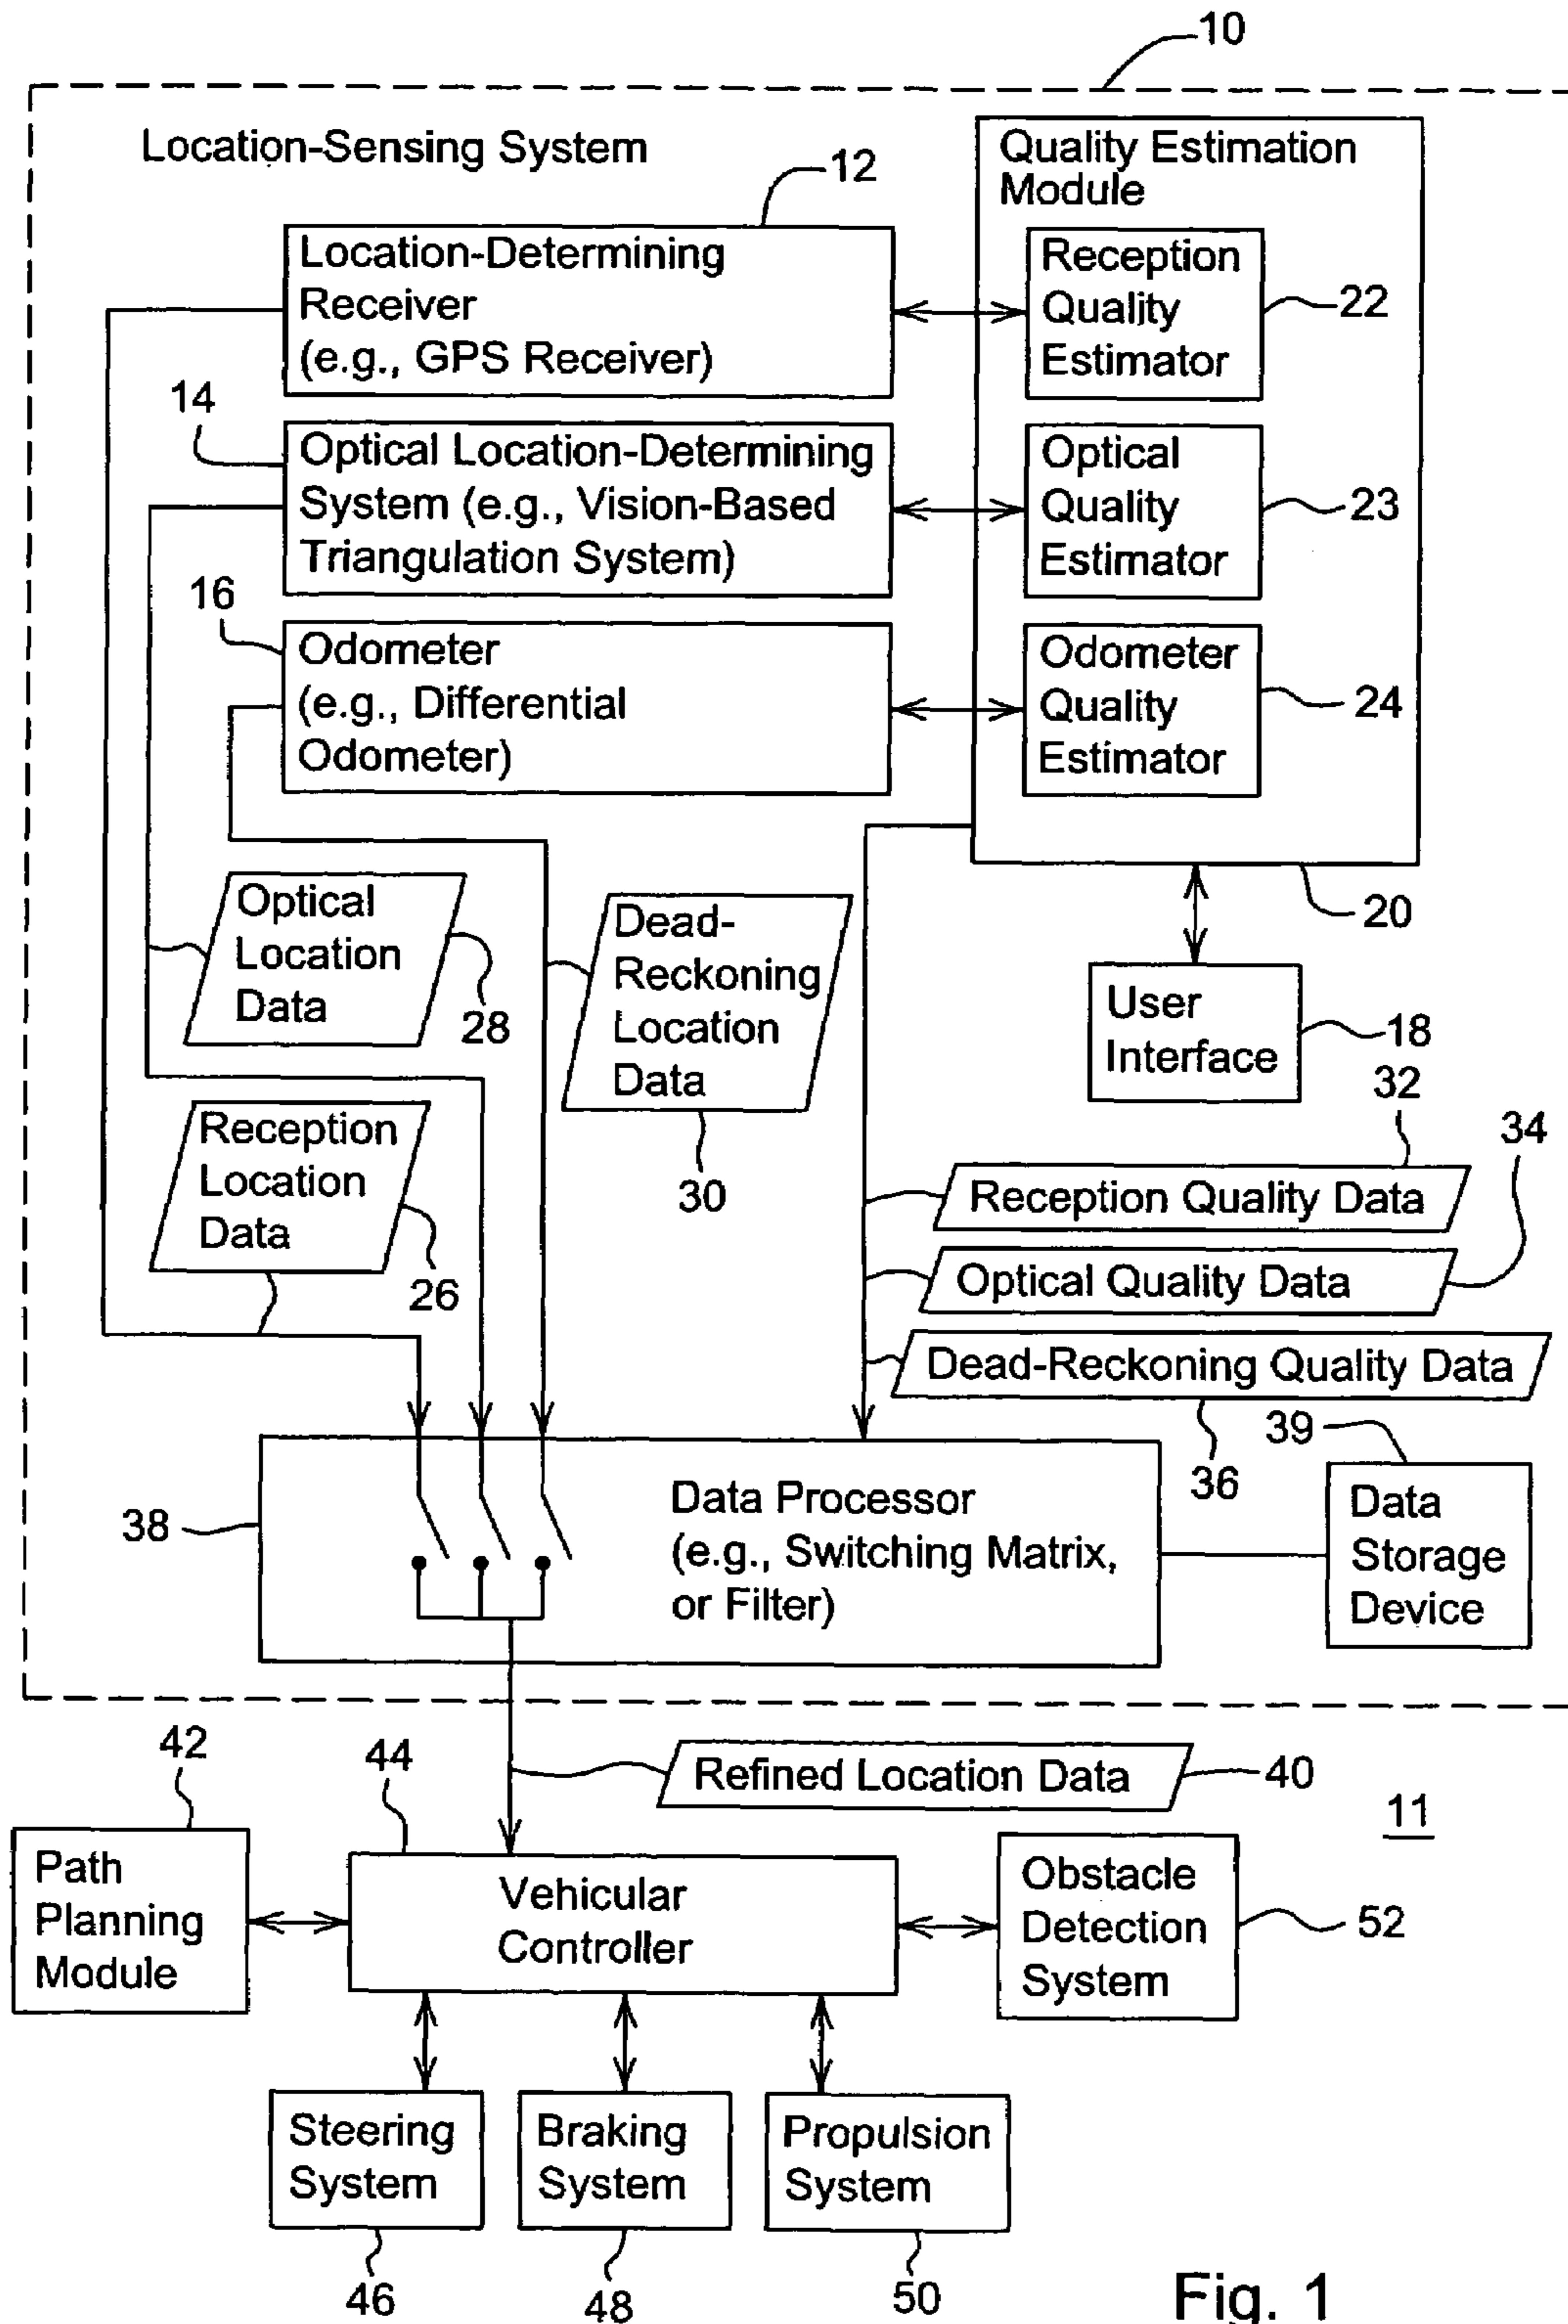 10
Location-Sensing System
Quality Estimation
Module
12
Location-Determining
Receiver
(e.g., GPS Receiver)
Reception
Quality
Estimator
22
14
Optical Location-Determining
System (e.g., Vision-Based
Triangulation System)
Optical
Quality
Estimator
23
16
Odometer
(e.g., Differential
Odometer)
Odometer
Quality
Estimator
24
20
Optical
Location
Data
28
Dead-
Reckoning
Location
Data
30
User
Interface
18
32
34
Reception
Location
Data
26
Reception Quality Data
Optical Quality Data
Dead-Reckoning Quality Data
36
39
38
Data Processor
(e.g., Switching Matrix,
or Filter)
Data
Storage
Device
42
44
Refined Location Data
40
11
Path
Planning
Module
Vehicular
Controller
Obstacle
Detection
System
52
Steering
System
Braking
System
Propulsion
System
46
48
50
Fig. 1